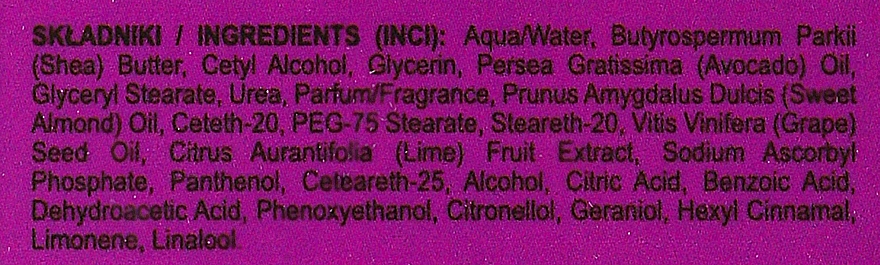 SKŁADNIKI / INGREDIENTS (INCI): Aqua/Water, Butyrospermum Parkii
(Shea) Butter, Cetyl Alcohol, Glycerin, Persea Gratissima (Avocado) Oil,
Glyceryl Stearate, Urea, Parfum/Fragrance, Prunus Amygdalus Dulcis (Sweet
Almond) Oil, Ceteth-20, PEG-75 Stearate, Steareth-20, Vitis Vinifera (Grape)
Seed Oil, Citrus Aurantifolia (Lime) Fruit Extract, Sodium Ascorbyl
Phosphate, Panthenol, Ceteareth-25, Alcohol, Citric Acid, Benzoic Acid,
Dehydroacetic Acid, Phenoxyethanol, Citronellol, Geraniol, Hexyl Cinnamal,
Limonene, Linalool